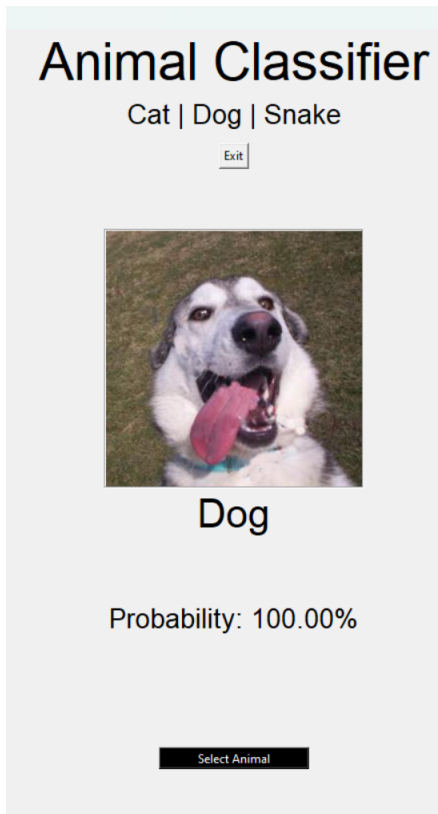 Animal Classifier
Cat | Dog | Snake
Exit
Dog
Probability: 100.00%
Select Animal